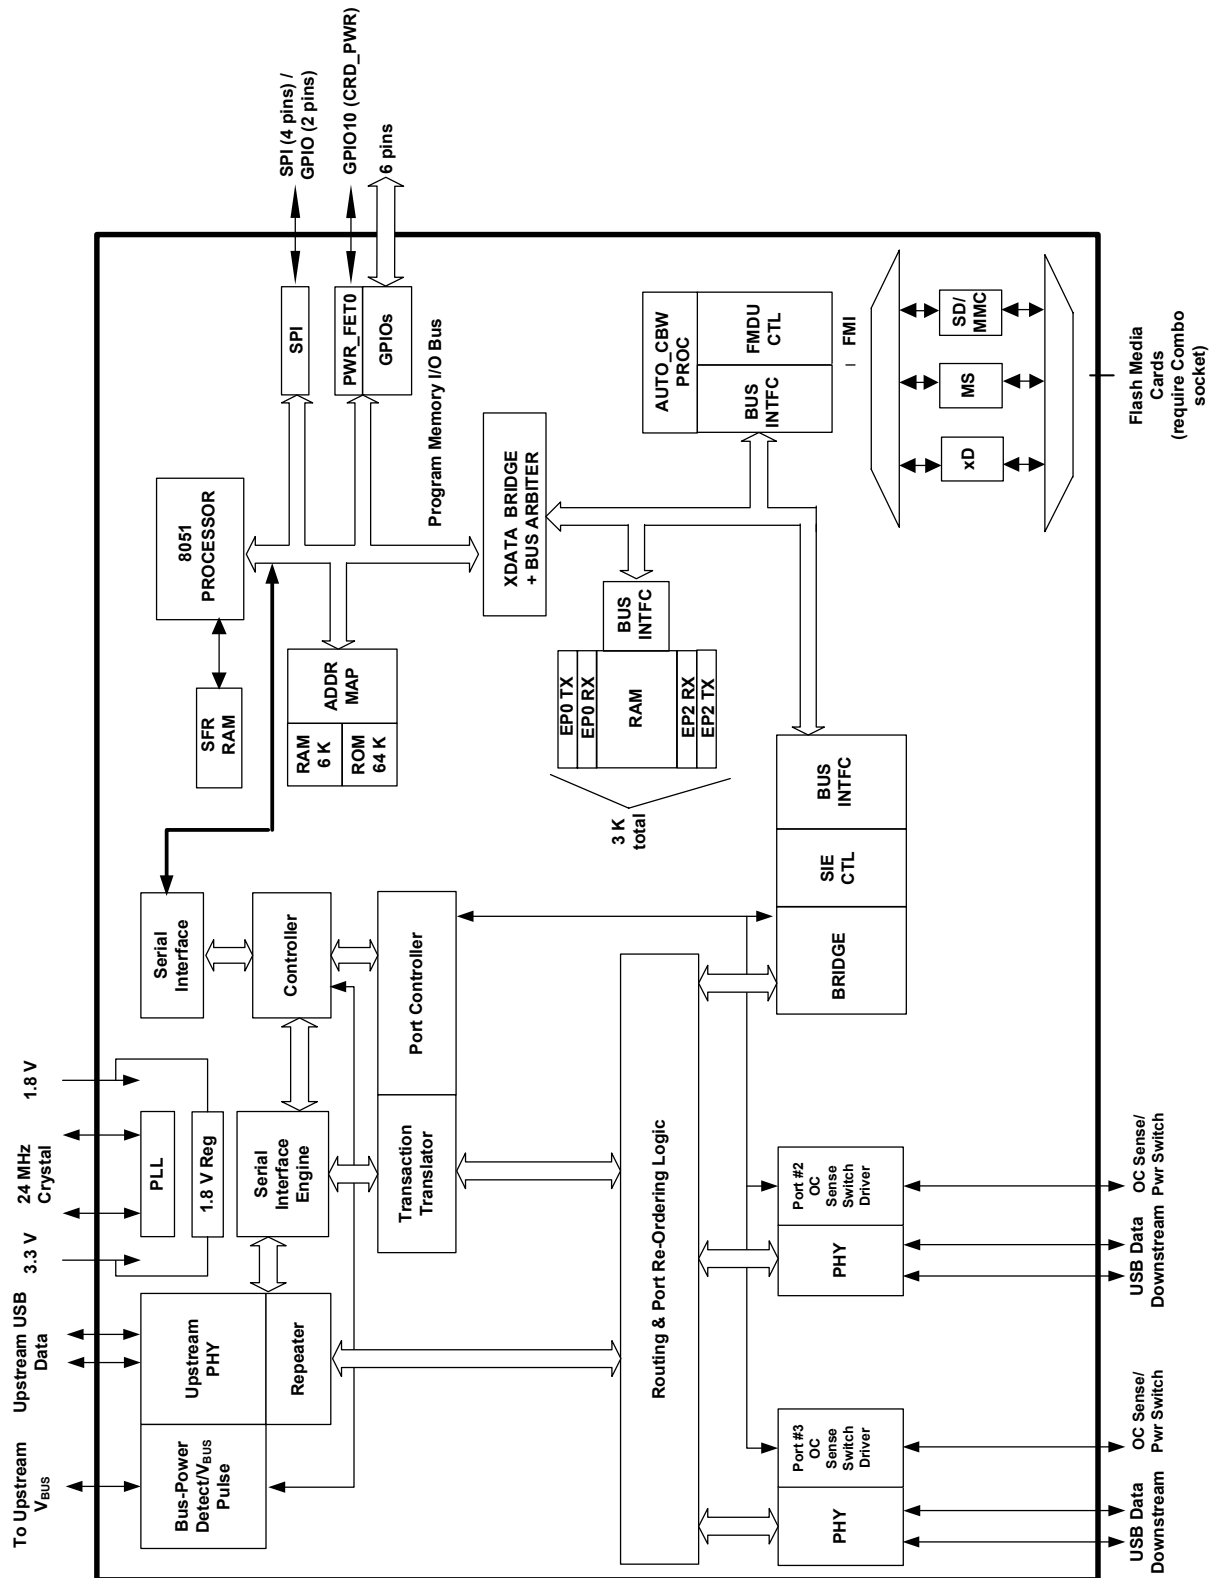 To Upstream
VBUS
Upstream USB
Data
3.3 V
24 MHz
Crystal
1.8 V
Bus-Power
Detect/VBUS
Pulse
Upstream
PHY
Repeater
PLL
1.8 V Reg
Serial
Interface
Engine
Serial
Interface
Controller
Transaction
Translator
Port Controller
SFR
RAM
8051
PROCESSOR
RAM
6 K
ROM
64 K
ADDR
MAP
SPI
PWR_FET0
GPIOs
SPI (4 pins) /
GPIO (2 pins)
GPIO10 (CRD_PWR)
6 pins
Program Memory I/O Bus
XDATA BRIDGE
+ BUS ARBITER
3 K
total
EP0 TX
EP0 RX
RAM
EP2 RX
EP2 TX
BUS
INTFC
AUTO_CBW
PROC
BUS
INTFC
FMDU
CTL
FMI
Routing & Port Re-Ordering Logic
BRIDGE
SIE
CTL
BUS
INTFC
xD
MS
SD/
MMC
Flash Media
Cards
(require Combo
socket)
PHY
Port #3
OC
Sense
Switch
Driver
PHY
Port #2
OC
Sense
Switch
Driver
USB Data
Downstream
OC Sense/
Pwr Switch
USB Data
Downstream
OC Sense/
Pwr Switch